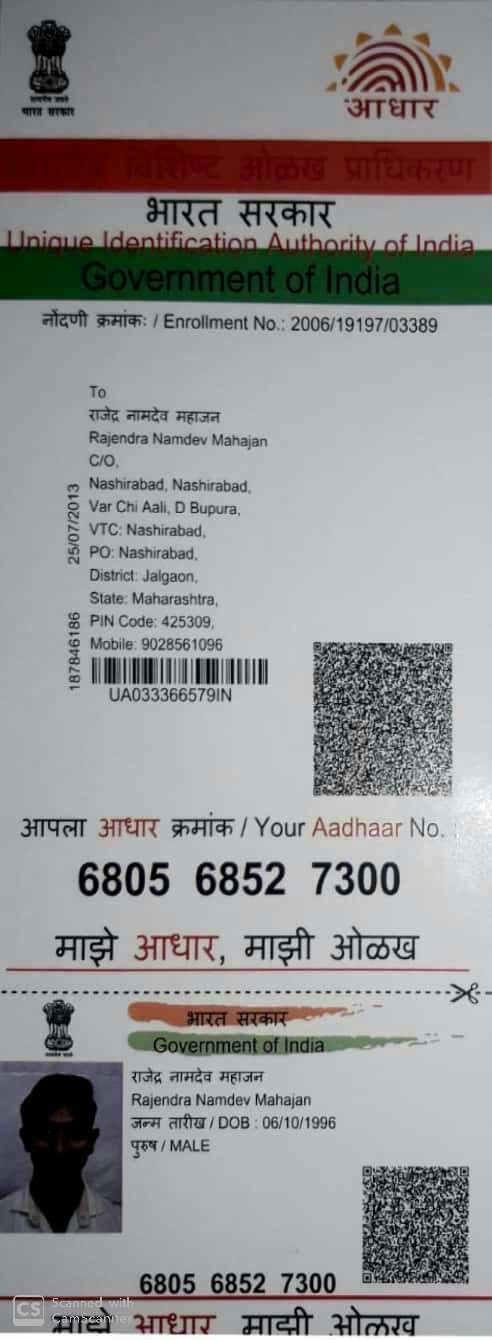 सत्यमेव जयते
भारत सरकार
आधार
विशिष्ट ओळख प्राधिकरण
भारत सरकार
Unique Identification Authority of India
Government of India
नोंदणी क्रमांकः / Enrollment No.: 2006/19197/03389
To
राजेंद्र नामदेव महाजन
Rajendra Namdev Mahajan
C/O,
Nashirabad, Nashirabad,
Var Chi Aali, D Bupura,
VTC: Nashirabad,
PO: Nashirabad,
District: Jalgaon,
State: Maharashtra,
PIN Code: 425309,
Mobile: 9028561096
25/07/2013
187846186
UA033366579IN
आपला आधार क्रमांक / Your Aadhaar No. :
6805 6852 7300
माझे आधार, माझी ओळख
भारत सरकार
Government of India
राजेंद्र नामदेव महाजन
Rajendra Namdev Mahajan
जन्म तारीख / DOB : 06/10/1996
पुरुष / MALE
6805 6852 7300
माझे आधार माझी ओळख
CS Scanned with
CamScanner